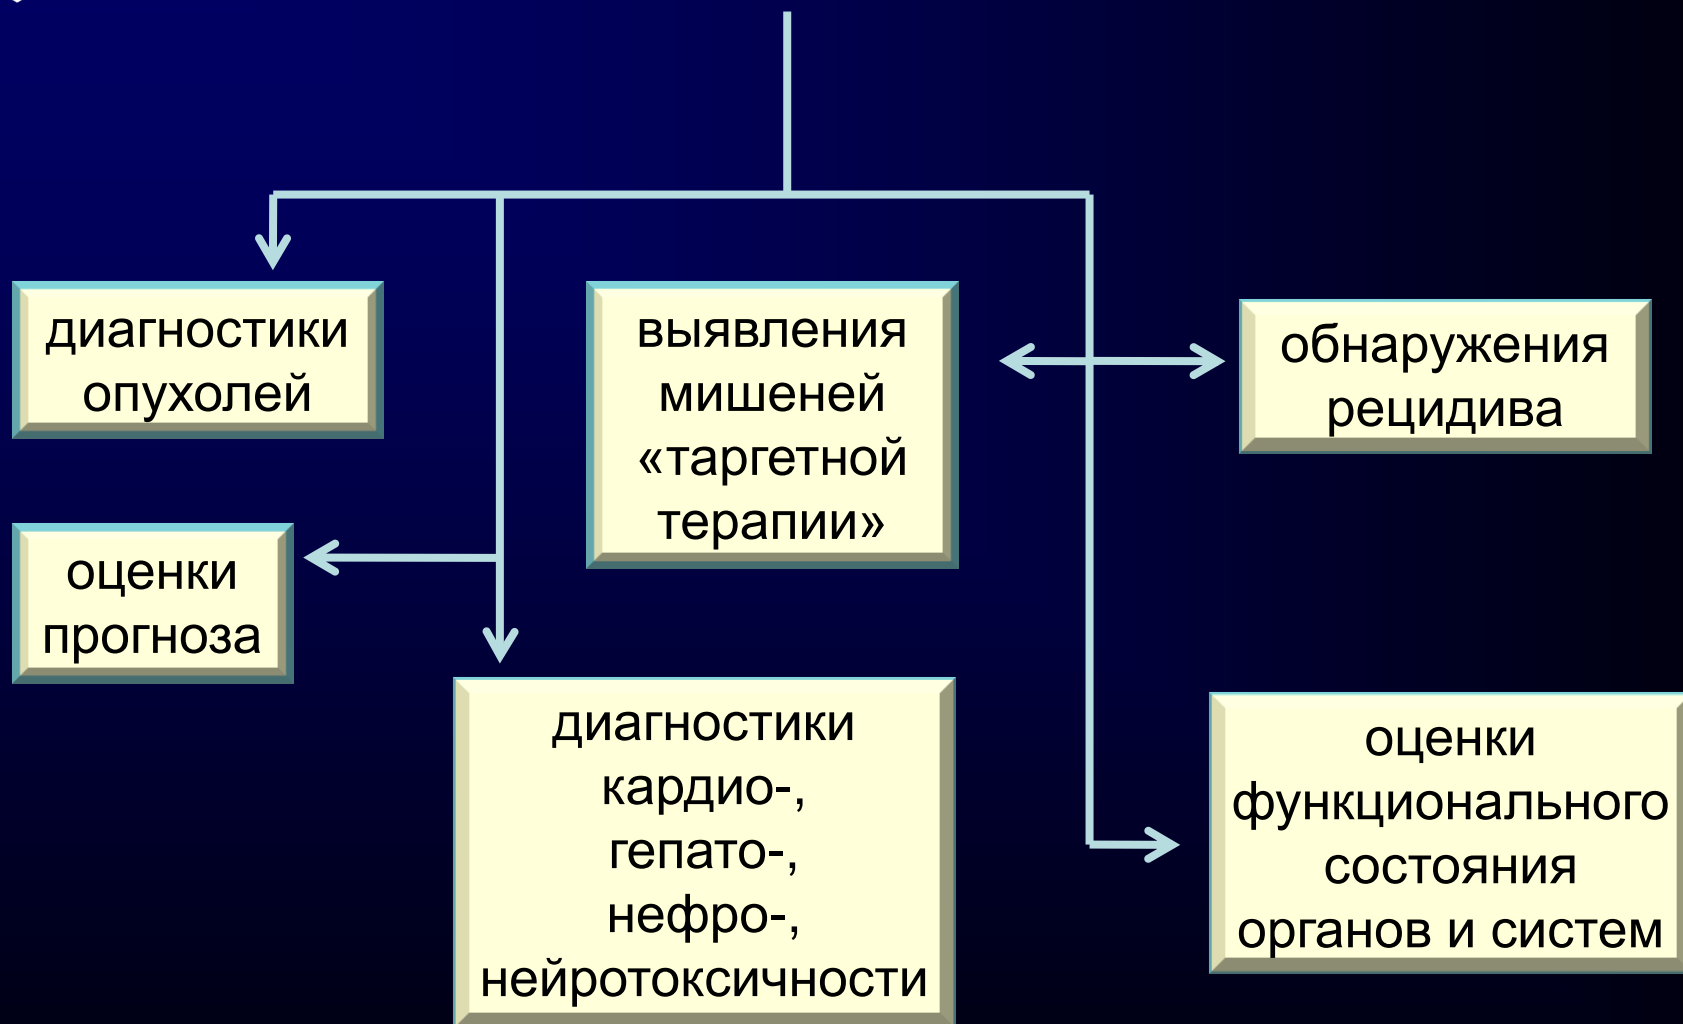 диагностики
опухолей
выявления
мишеней
«таргетной
терапии»
обнаружения
рецидива
оценки
прогноза
диагностики
кардио-,
гепато-,
нефро-,
нейротоксичности
оценки
функционального
состояния
органов и систем